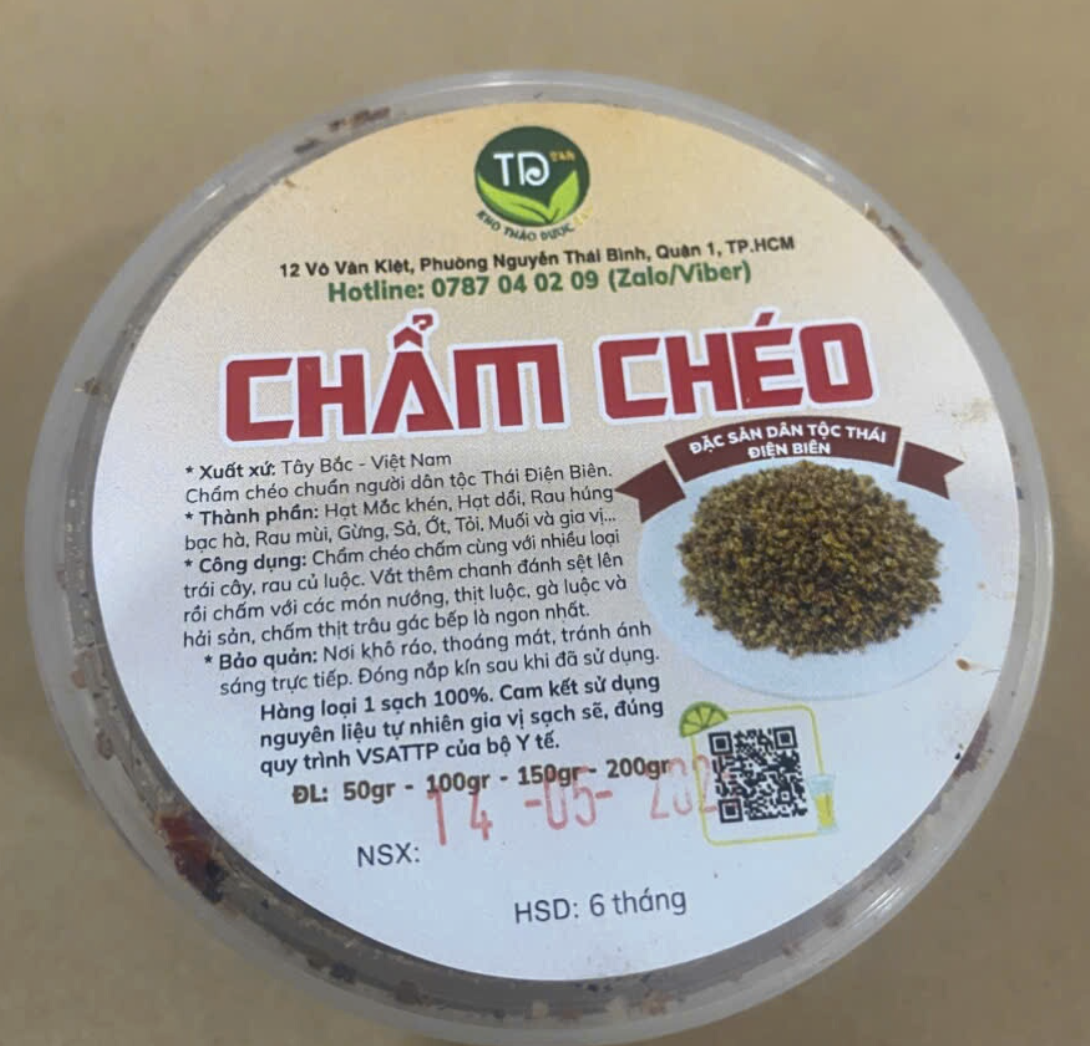 TD
KHO THẢO DƯỢC
12 Võ Văn Kiệt, Phường Nguyễn Thái Bình, Quận 1, TP.HCM
Hotline: 0787 04 02 09 (Zalo/Viber)
CHẨM CHÉO
ĐẶC SẢN DÂN TỘC THÁI
ĐIỆN BIÊN
* Xuất xứ: Tây Bắc - Việt Nam
Chẩm chéo chuẩn người dân tộc Thái Điện Biên.
* Thành phần: Hạt Mắc khén, Hạt dổi, Rau húng
bạc hà, Rau mùi, Gừng, Sả, Ớt, Tỏi, Muối và gia vị...
* Công dụng: Chẩm chéo chấm cùng với nhiều loại
trái cây, rau củ luộc. Vắt thêm chanh đánh sệt lên
rồi chấm với các món nướng, thịt luộc, gà luộc và
hải sản, chấm thịt trâu gác bếp là ngon nhất.
* Bảo quản: Nơi khô ráo, thoáng mát, tránh ánh
sáng trực tiếp. Đóng nắp kín sau khi đã sử dụng.
Hàng loại 1 sạch 100%. Cam kết sử dụng
nguyên liệu tự nhiên gia vị sạch sẽ, đúng
quy trình VSATTP của bộ Y tế.
ĐL: 50gr - 100gr - 150gr - 200gr
14 -05-
NSX:
HSD: 6 tháng